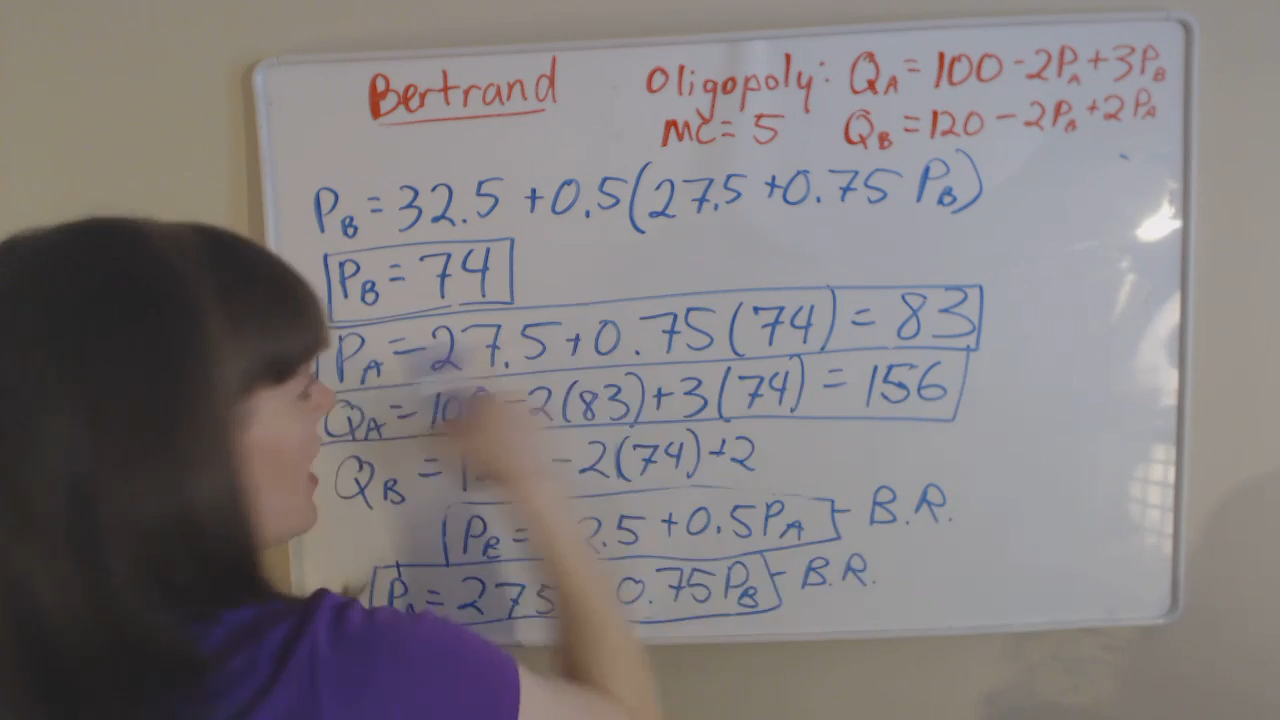 Bertrand Oligopoly: QA = 100 - 2PA + 3PB
MC = 5 QB = 120 - 2PB + 2PA
PB = 32.5 + 0.5(27.5 + 0.75 PB)
PB = 74
PA = 27.5 + 0.75(74) = 83
QA = 100 - 2(83) + 3(74) = 156
QB = - 2(74) + 2
PB = 2.5 + 0.5PA } B.R.
PA = 27.5 0.75PB } B.R.